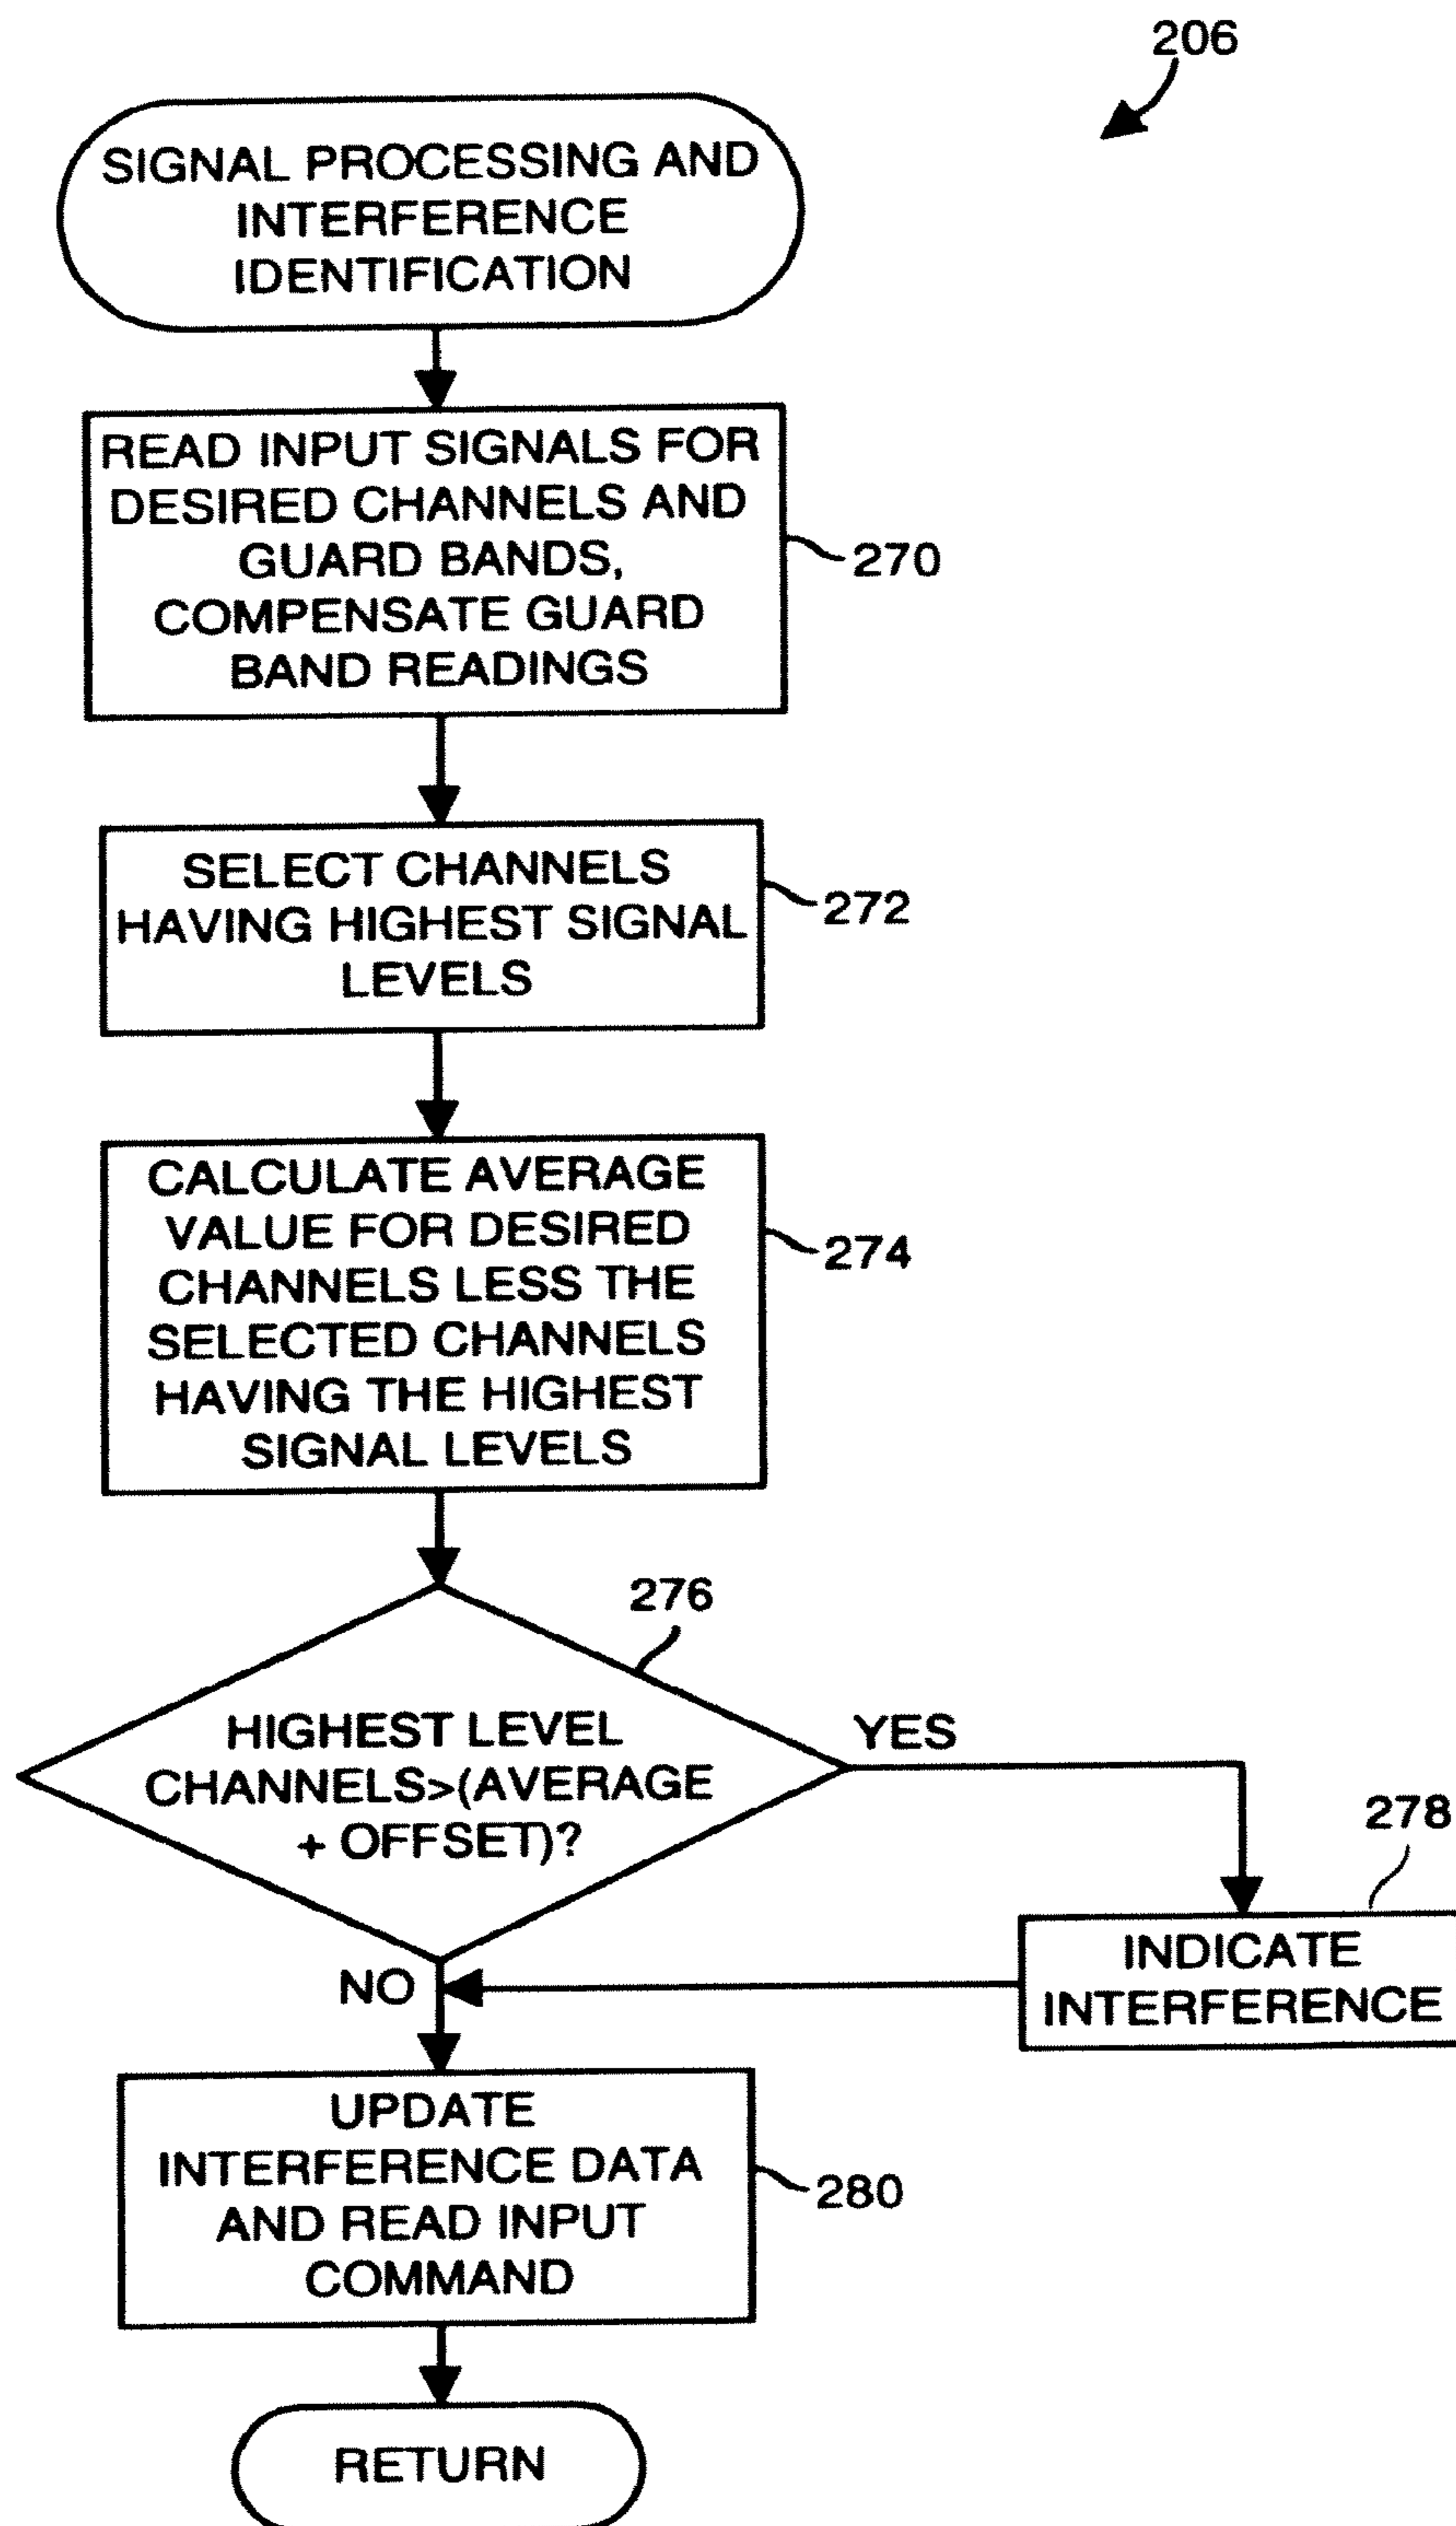 206
SIGNAL PROCESSING AND
INTERFERENCE
IDENTIFICATION
READ INPUT SIGNALS FOR
DESIRED CHANNELS AND
GUARD BANDS,
COMPENSATE GUARD
BAND READINGS
270
SELECT CHANNELS
HAVING HIGHEST SIGNAL
LEVELS
272
CALCULATE AVERAGE
VALUE FOR DESIRED
CHANNELS LESS THE
SELECTED CHANNELS
HAVING THE HIGHEST
SIGNAL LEVELS
274
276
HIGHEST LEVEL
CHANNELS>(AVERAGE
+ OFFSET)?
YES
278
INDICATE
INTERFERENCE
NO
UPDATE
INTERFERENCE DATA
AND READ INPUT
COMMAND
280
RETURN